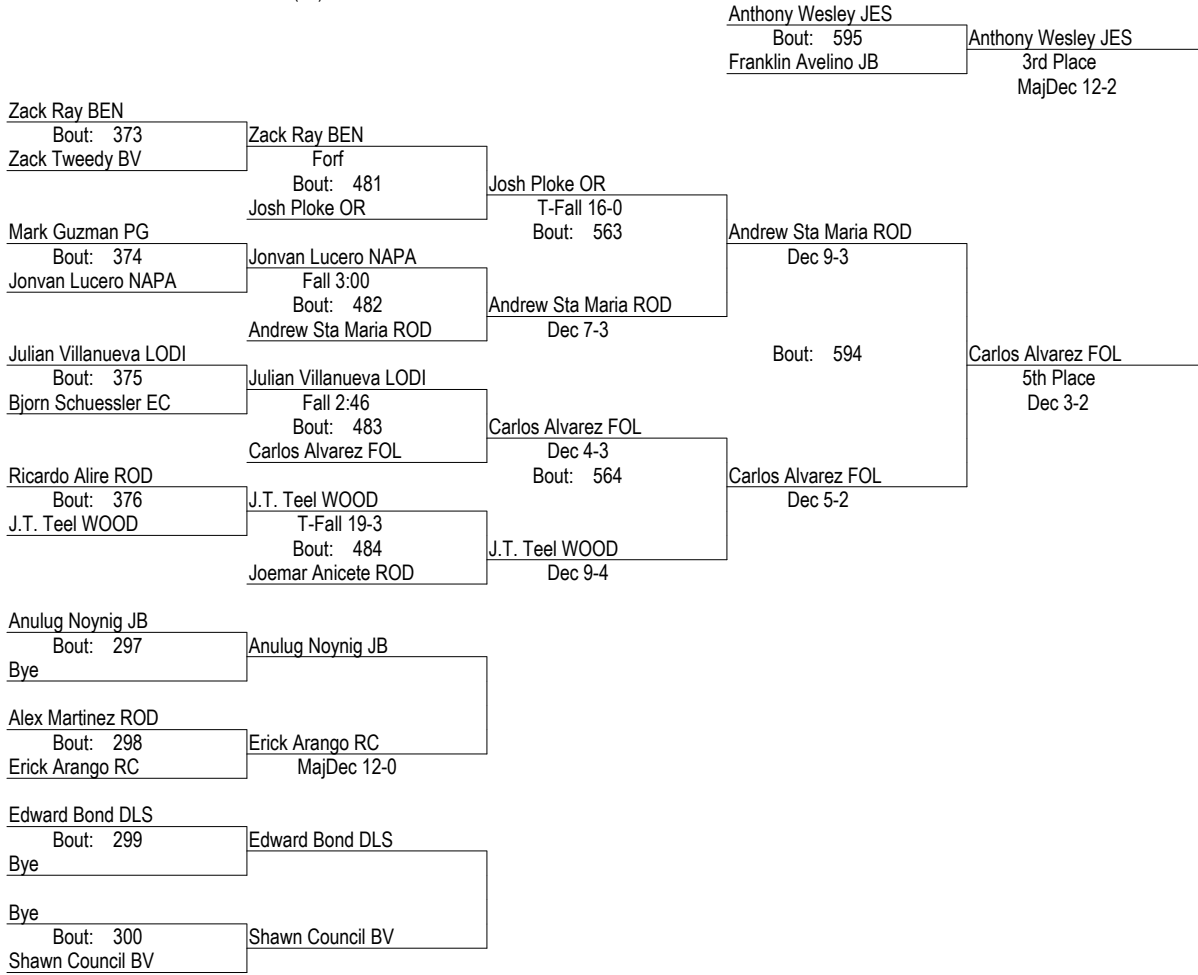 Anthony Wesley JES
Bout: 595
Anthony Wesley JES
Franklin Avelino JB
3rd Place
MajDec 12-2
Zack Ray BEN
Bout: 373
Zack Ray BEN
Zack Tweedy BV
Forf
Bout: 481
Josh Ploke OR
Josh Ploke OR
T-Fall 16-0
Mark Guzman PG
Bout: 563
Andrew Sta Maria ROD
Bout: 374
Jonvan Lucero NAPA
Dec 9-3
Jonvan Lucero NAPA
Fall 3:00
Bout: 482
Andrew Sta Maria ROD
Andrew Sta Maria ROD
Dec 7-3
Julian Villanueva LODI
Bout: 594
Carlos Alvarez FOL
Bout: 375
Julian Villanueva LODI
5th Place
Bjorn Schuessler EC
Fall 2:46
Dec 3-2
Bout: 483
Carlos Alvarez FOL
Carlos Alvarez FOL
Dec 4-3
Ricardo Alire ROD
Bout: 564
Carlos Alvarez FOL
Bout: 376
J.T. Teel WOOD
Dec 5-2
J.T. Teel WOOD
T-Fall 19-3
Bout: 484
J.T. Teel WOOD
Joemar Anicete ROD
Dec 9-4
Anulug Noynig JB
Bout: 297
Anulug Noynig JB
Bye
Alex Martinez ROD
Bout: 298
Erick Arango RC
Erick Arango RC
MajDec 12-0
Edward Bond DLS
Bout: 299
Edward Bond DLS
Bye
Bye
Bout: 300
Shawn Council BV
Shawn Council BV